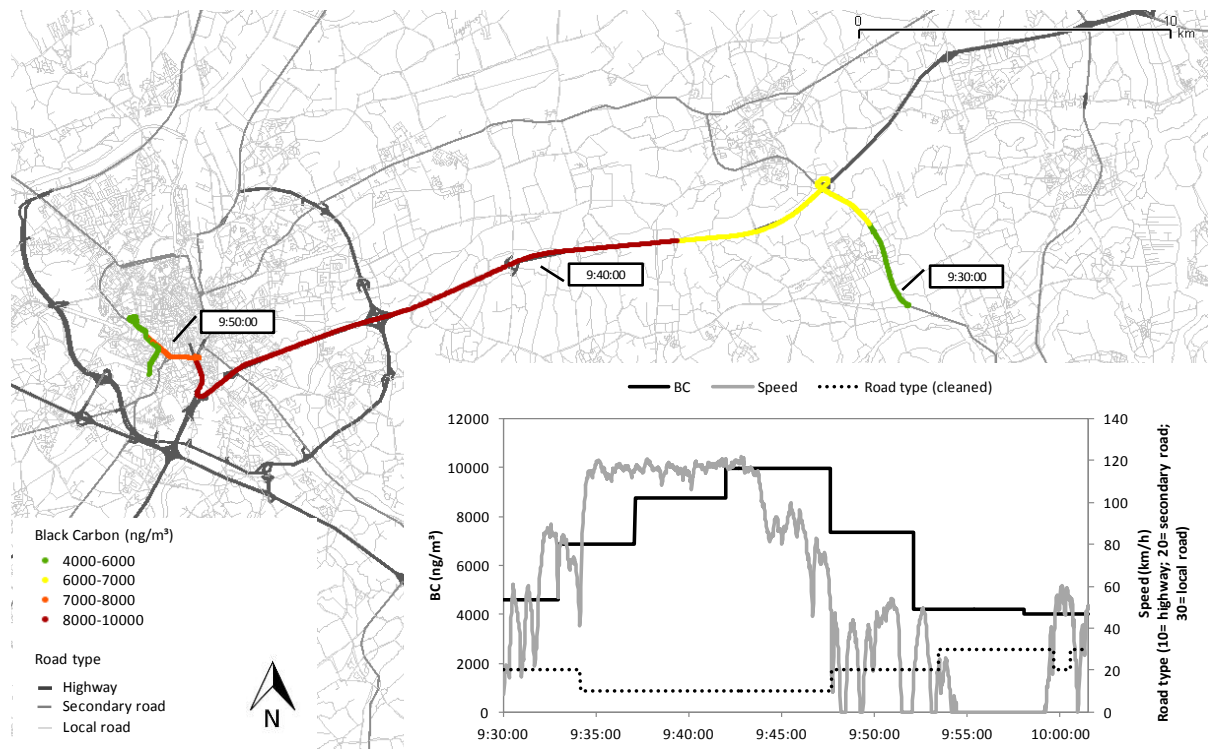 0 10
km
9:40:00
9:30:00
9:50:00
BC Speed Road type (cleaned)
12000
10000
8000
6000
4000
2000
0
BC (ng/m³)
140
120
100
80
60
40
20
0
Speed (km/h)
Road type (10= highway; 20= secondary road;
30= local road)
9:30:00 9:35:00 9:40:00 9:45:00 9:50:00 9:55:00 10:00:00
Black Carbon (ng/m³)
4000-6000
6000-7000
7000-8000
8000-10000
Road type
Highway
Secondary road
Local road
N